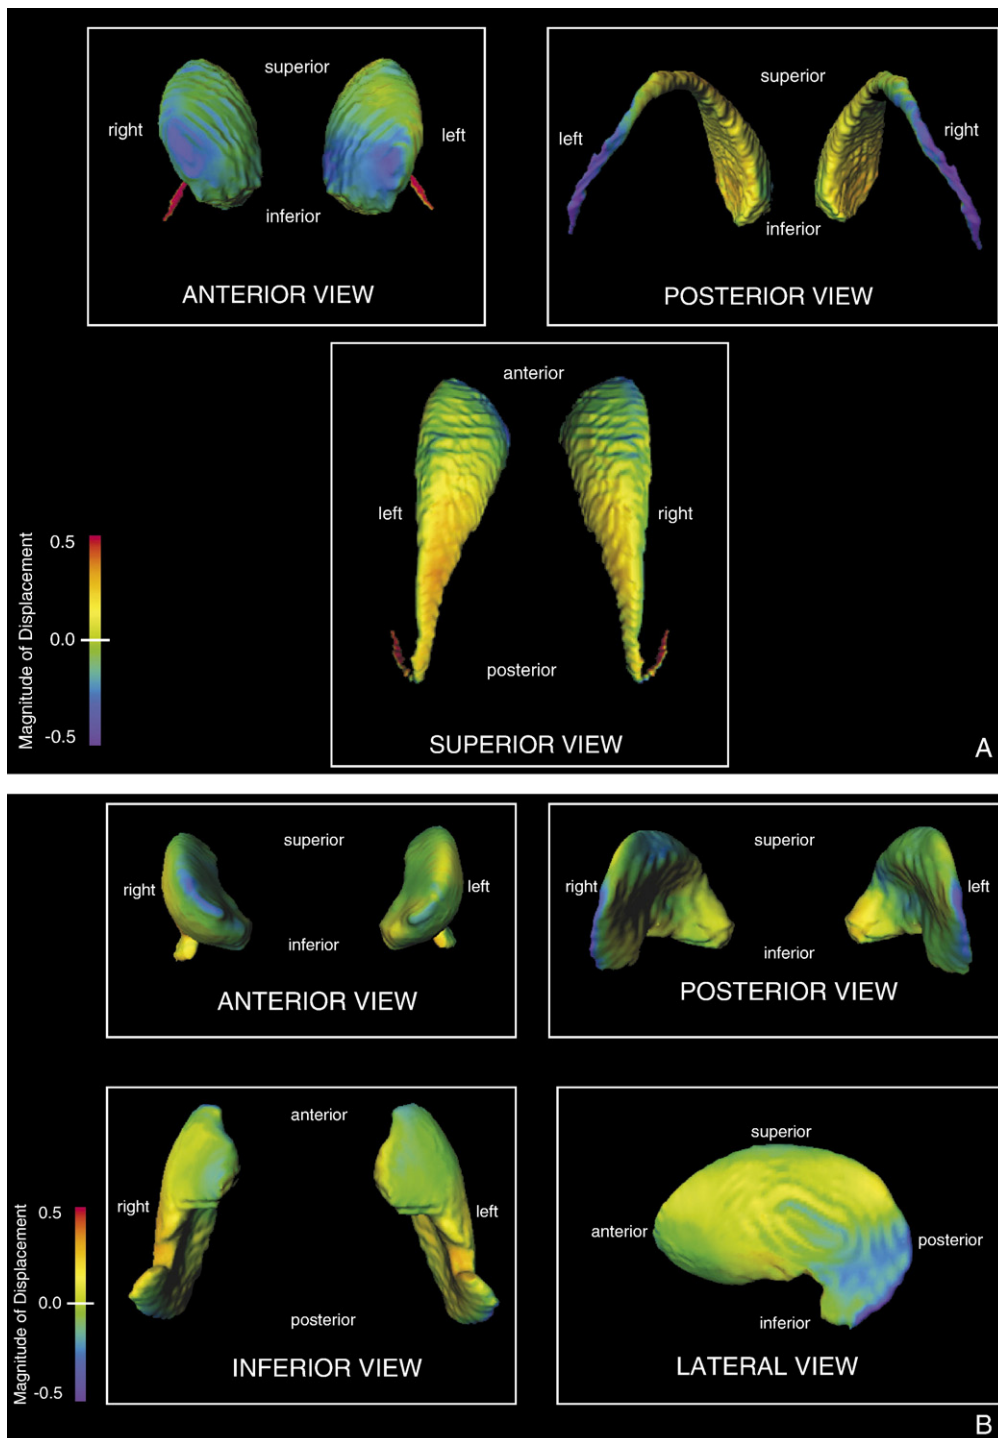 superior
right
left
inferior
ANTERIOR VIEW
superior
left
right
inferior
POSTERIOR VIEW
anterior
left
right
posterior
SUPERIOR VIEW
Magnitude of Displacement
0.5
0.0
-0.5
A
superior
right
left
inferior
ANTERIOR VIEW
superior
right
left
inferior
POSTERIOR VIEW
anterior
right
left
posterior
INFERIOR VIEW
superior
anterior
posterior
inferior
LATERAL VIEW
Magnitude of Displacement
0.5
0.0
-0.5
B